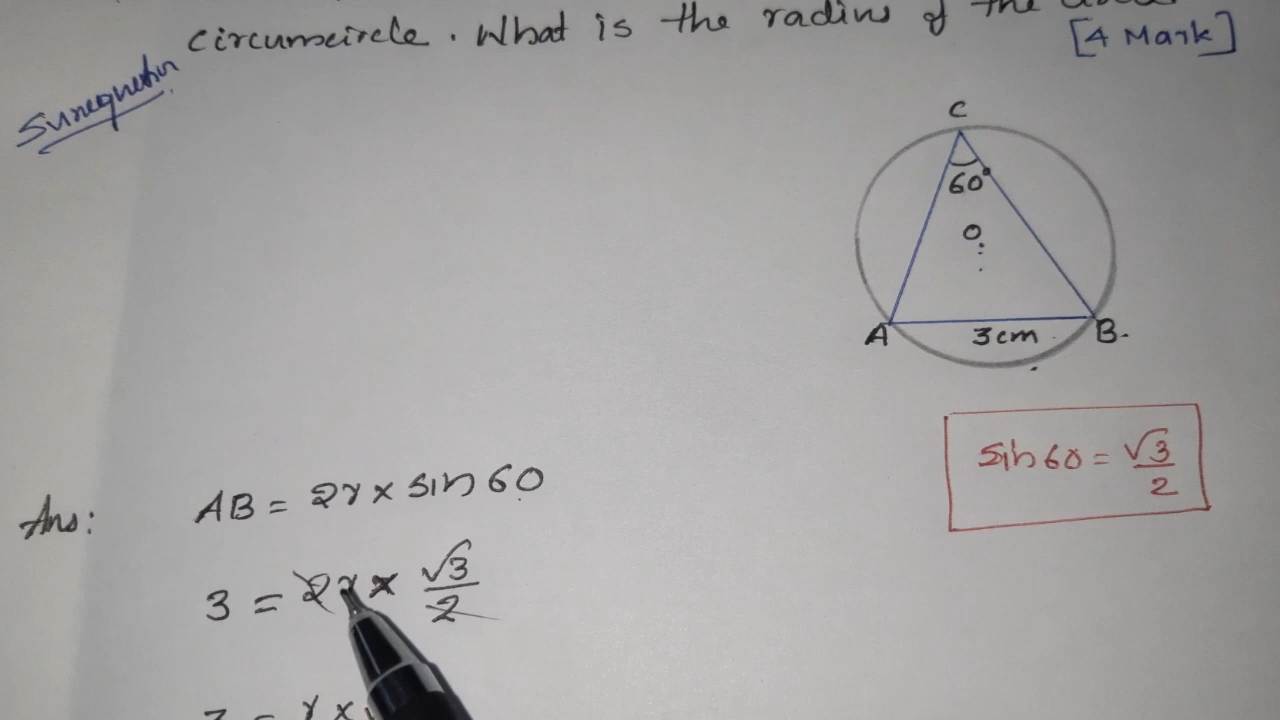 circumcircle. What is the radius of the
[4 Mark]
C
60°
O
A
3cm
B.
sin 60 = √3/2
Ans:
AB = 2r × sin 60
3 = 2r × √3/2
3 = r ×